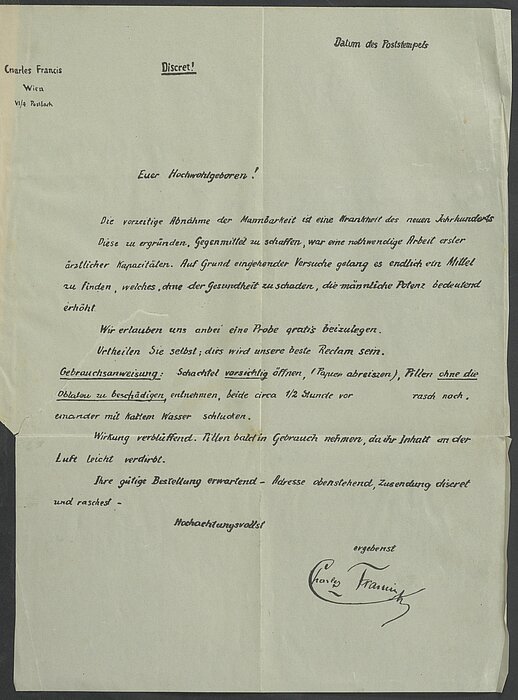 Datum des Poststempels
Charles Francis
Discret!
Wien
VI/2 Postfach
Euer Hochwohlgeboren!
Die vorzeitige Abnahme der Mannbarkeit ist eine Krankheit des neuen Jahrhunderts
Diese zu ergründen, Gegenmittel zu schaffen, war eine nothwendige Arbeit erster
ärztlicher Kapazitäten. Auf Grund eingehender Versuche gelang es endlich ein Mittel
zu finden, welches, ohne der Gesundheit zu schaden, die männliche Potenz bedeutend
erhöht
Wir erlauben uns anbei eine Probe gratis beizulegen.
Urtheilen Sie selbst; dies wird unsere beste Reclam sein.
Gebrauchsanweisung: Schachtel vorsichtig öffnen, (Papier abreissen), Pillen ohne die
Oblaten zu beschädigen, entnehmen, beide circa 1/2 Stunde vor rasch nach.
einander mit kaltem Wasser schlucken.
Wirkung verblüffend. Pillen bald in Gebrauch nehmen, da ihr Inhalt an der
Luft leicht verdirbt.
Ihre gütige Bestellung erwartend - Adresse obenstehend, Zusendung discret
und raschest -
Hochachtungsvollst
ergebenst
Charles Francis